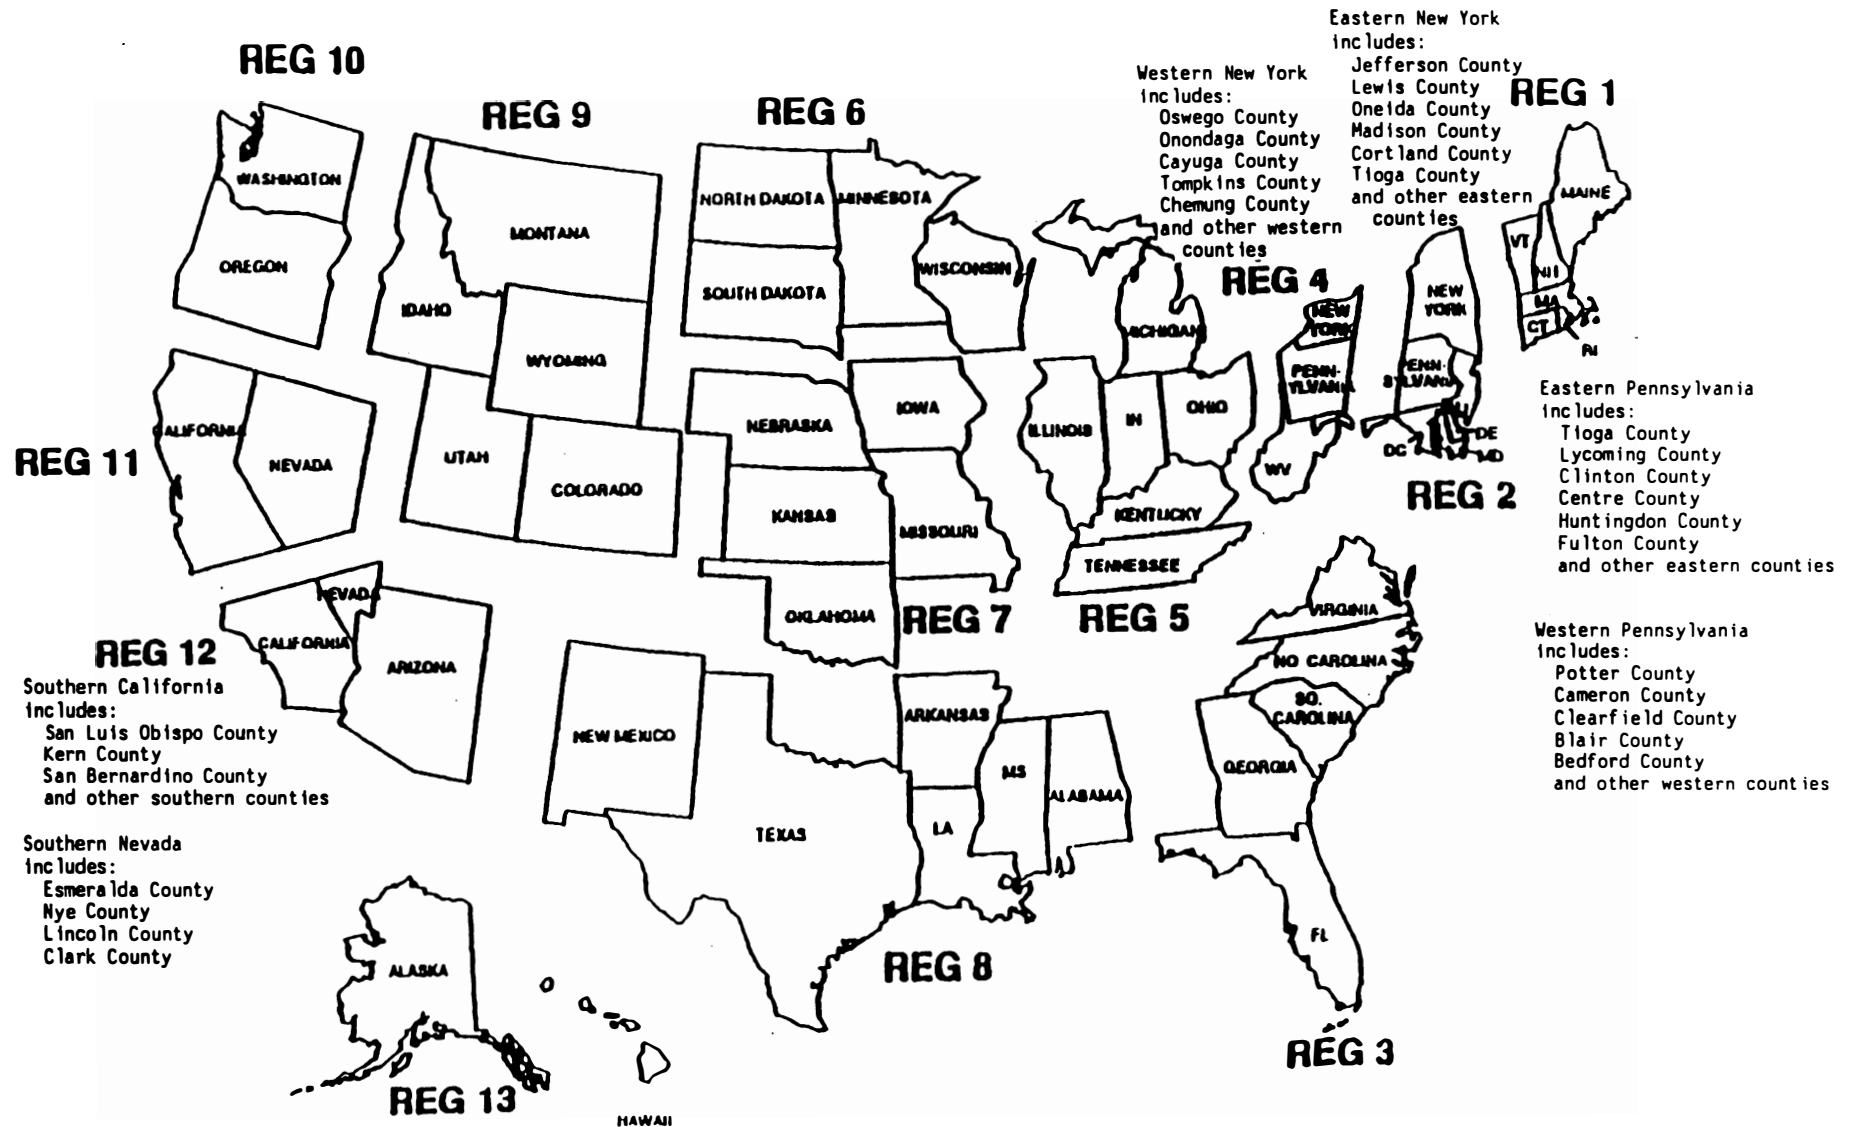 REG 10
REG 9
REG 6
Western New York
includes:
Oswego County
Onondaga County
Cayuga County
Tompkins County
Chemung County
and other western
counties
Eastern New York
includes:
Jefferson County
Lewis County
Oneida County
Madison County
Cortland County
Tioga County
and other eastern
counties
REG 1
WASHINGTON
OREGON
MONTANA
IDAHO
WYOMING
NORTH DAKOTA
MINNESOTA
SOUTH DAKOTA
WISCONSIN
MICHIGAN
REG 4
NEW
YORK
PENN-
SYLVANIA
NEW
YORK
PENN-
SYLVANIA
MAINE
VT
NH
MA
CT
RI
REG 11
CALIFORNIA
NEVADA
UTAH
COLORADO
NEBRASKA
KANSAS
IOWA
MISSOURI
OKLAHOMA
ILLINOIS
IN
OHIO
WV
KENTUCKY
TENNESSEE
DC
DE
MD
REG 2
REG 7
REG 5
Eastern Pennsylvania
includes:
Tioga County
Lycoming County
Clinton County
Centre County
Huntingdon County
Fulton County
and other eastern counties
Western Pennsylvania
includes:
Potter County
Cameron County
Clearfield County
Blair County
Bedford County
and other western counties
NEVADA
CALIFORNIA
ARIZONA
REG 12
Southern California
includes:
San Luis Obispo County
Kern County
San Bernardino County
and other southern counties
Southern Nevada
includes:
Esmeralda County
Nye County
Lincoln County
Clark County
NEW MEXICO
TEXAS
ARKANSAS
LA
MS
ALABAMA
REG 8
VIRGINIA
NO CAROLINA
SO.
CAROLINA
GEORGIA
FL
REG 3
ALASKA
REG 13
HAWAII